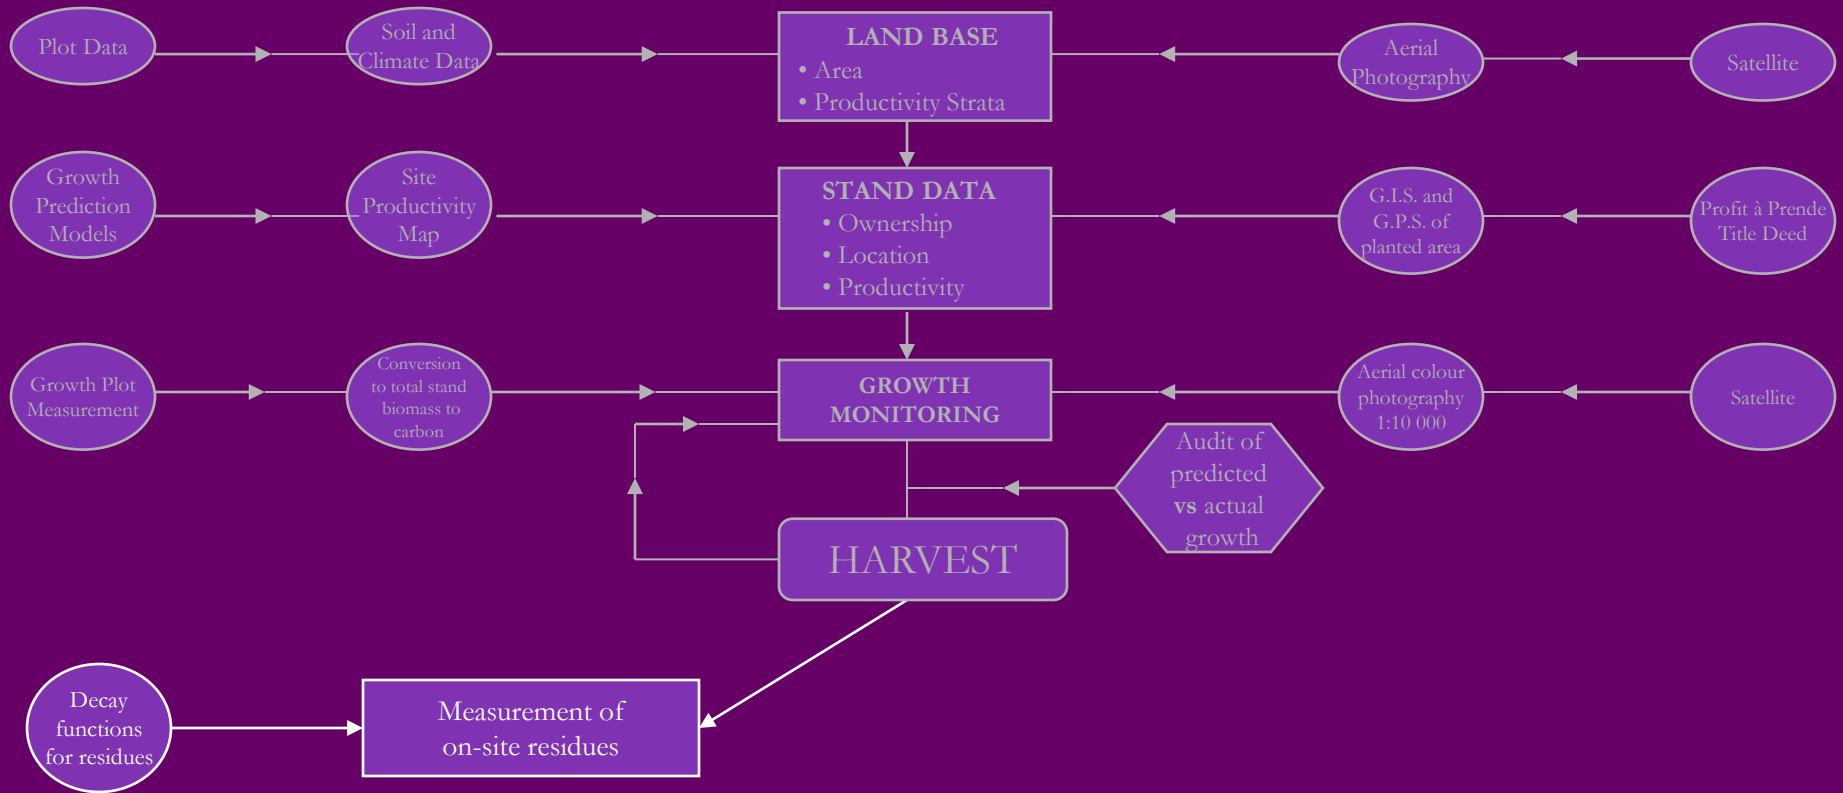 Plot Data
Soil and
Climate Data
LAND BASE
• Area
• Productivity Strata
Aerial
Photography
Satellite
Growth
Prediction
Models
Site
Productivity
Map
STAND DATA
• Ownership
• Location
• Productivity
G.I.S. and
G.P.S. of
planted area
Profit à Prende
Title Deed
Growth Plot
Measurement
Conversion
to total stand
biomass to
carbon
GROWTH
MONITORING
Aerial colour
photography
1:10 000
Satellite
Audit of
predicted
vs actual
growth
HARVEST
Decay
functions
for residues
Measurement of
on-site residues